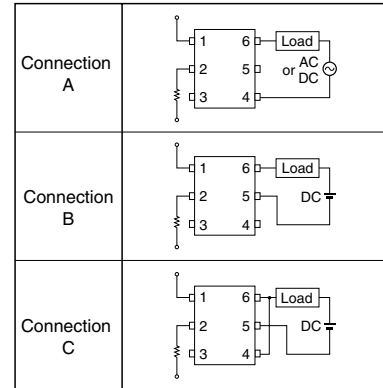 Connection
A
1 6 Load
2 5 or AC
DC
3 4
Connection
B
1 6 Load
2 5 DC
3 4
Connection
C
1 6 Load
2 5 DC
3 4